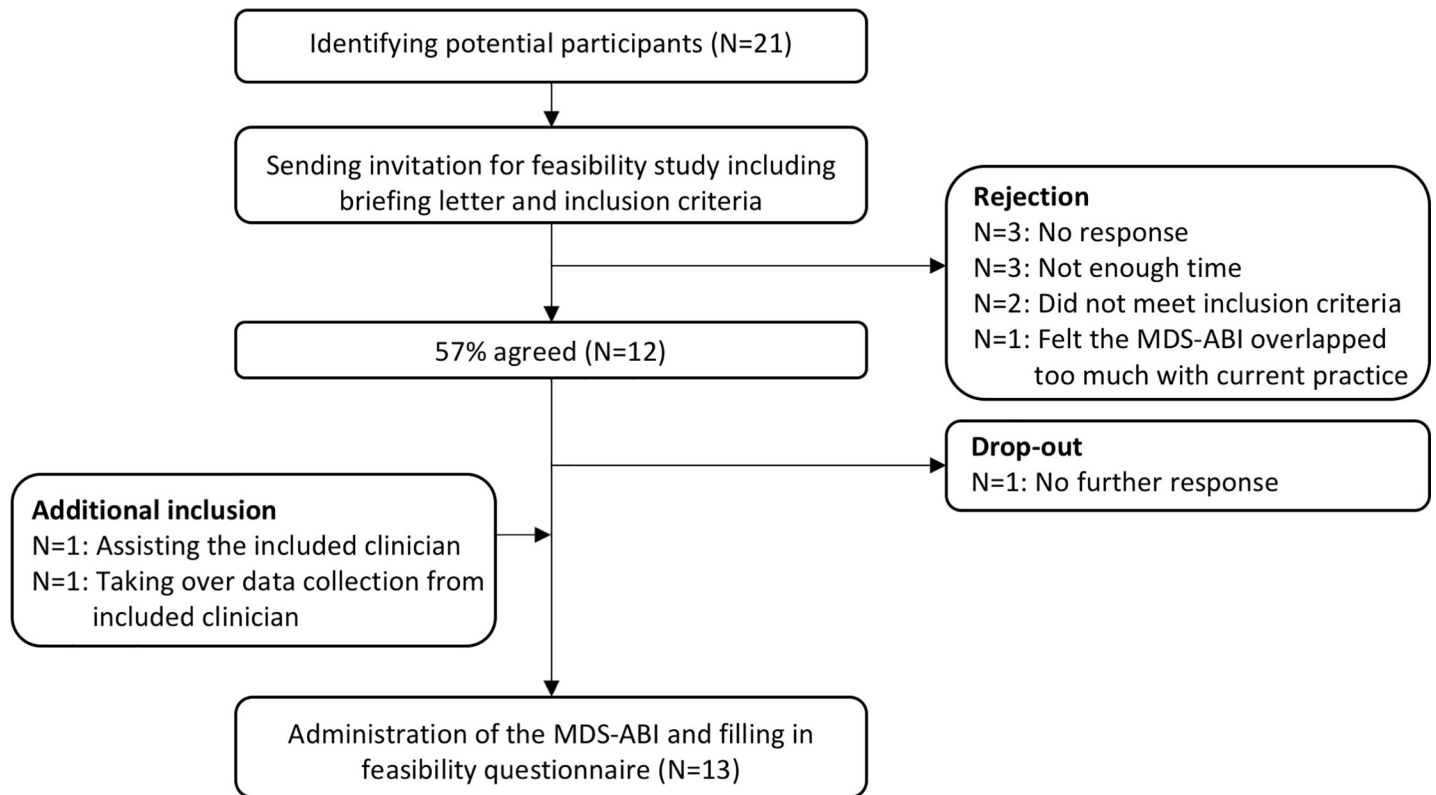 Identifying potential participants (N=21)
Sending invitation for feasibility study including
briefing letter and inclusion criteria
Rejection
N=3: No response
N=3: Not enough time
N=2: Did not meet inclusion criteria
N=1: Felt the MDS-ABI overlapped
too much with current practice
57% agreed (N=12)
Drop-out
N=1: No further response
Additional inclusion
N=1: Assisting the included clinician
N=1: Taking over data collection from
included clinician
Administration of the MDS-ABI and filling in
feasibility questionnaire (N=13)